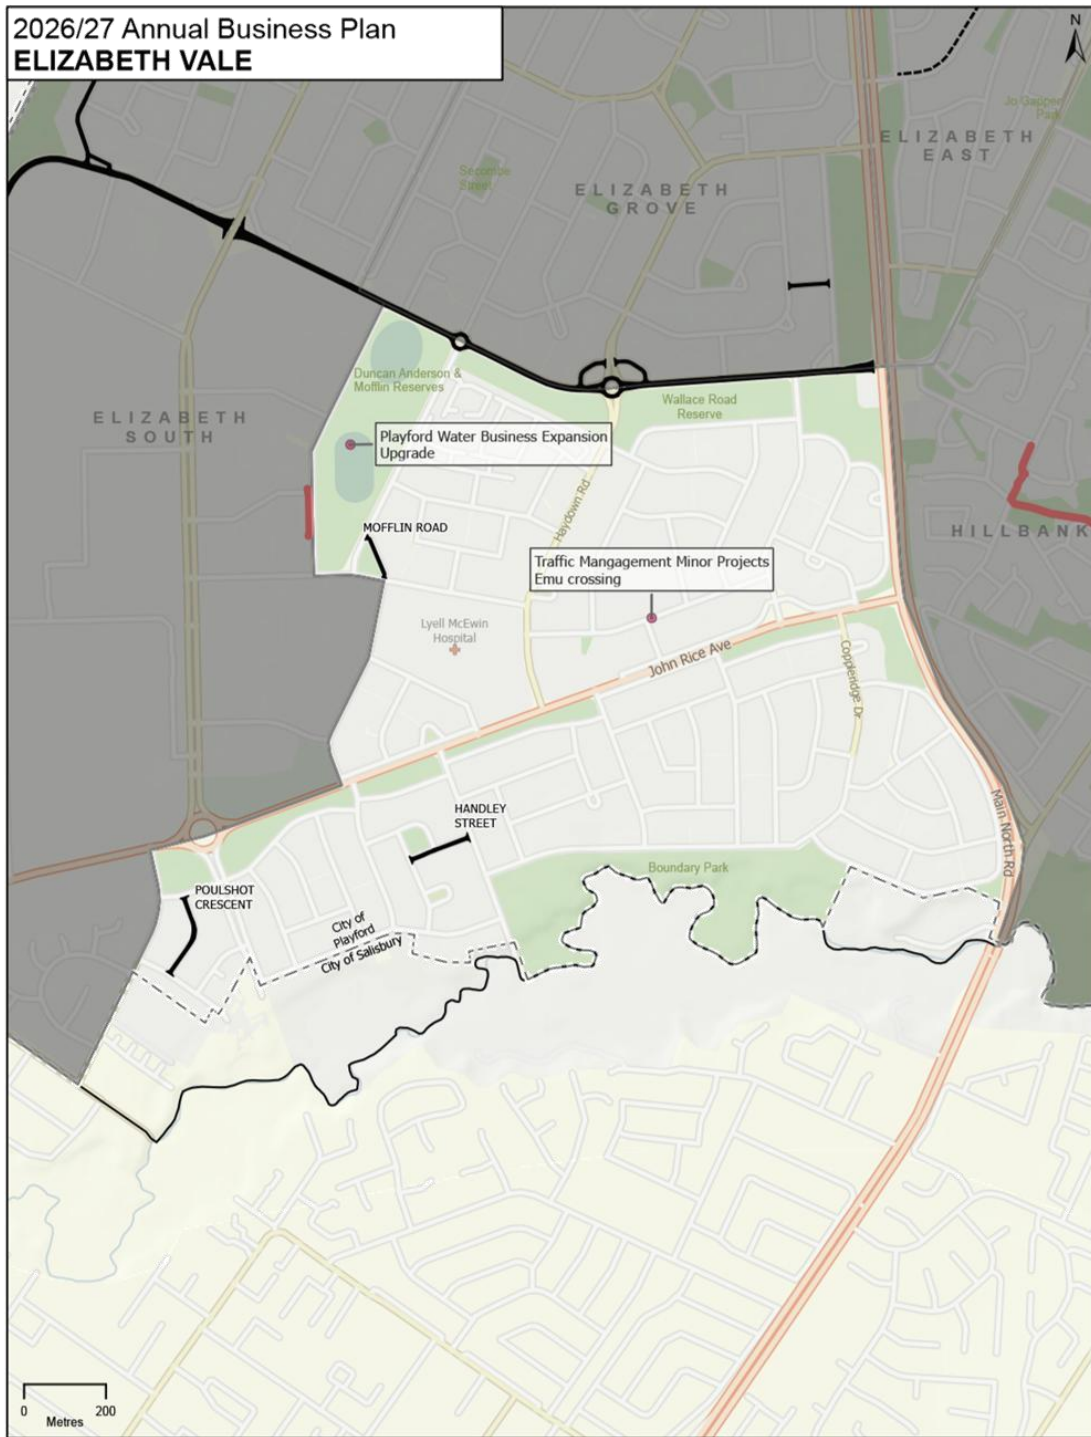 2026/27 Annual Business Plan
ELIZABETH VALE
N
Jo Gapper
Park
ELIZABETH
EAST
Secombe
Street
ELIZABETH
GROVE
Duncan Anderson &
Mofflin Reserves
Wallace Road
Reserve
ELIZABETH
SOUTH
Playford Water Business Expansion
Upgrade
Haydown Rd
MOFFLIN ROAD
HILLBANK
Traffic Mangagement Minor Projects
Emu crossing
Lyell McEwin
Hospital
John Rice Ave
Coppleridge Dr
Main North Rd
HANDLEY
STREET
Boundary Park
POULSHOT
CRESCENT
City of
Playford
City of Salisbury
0 200
Metres